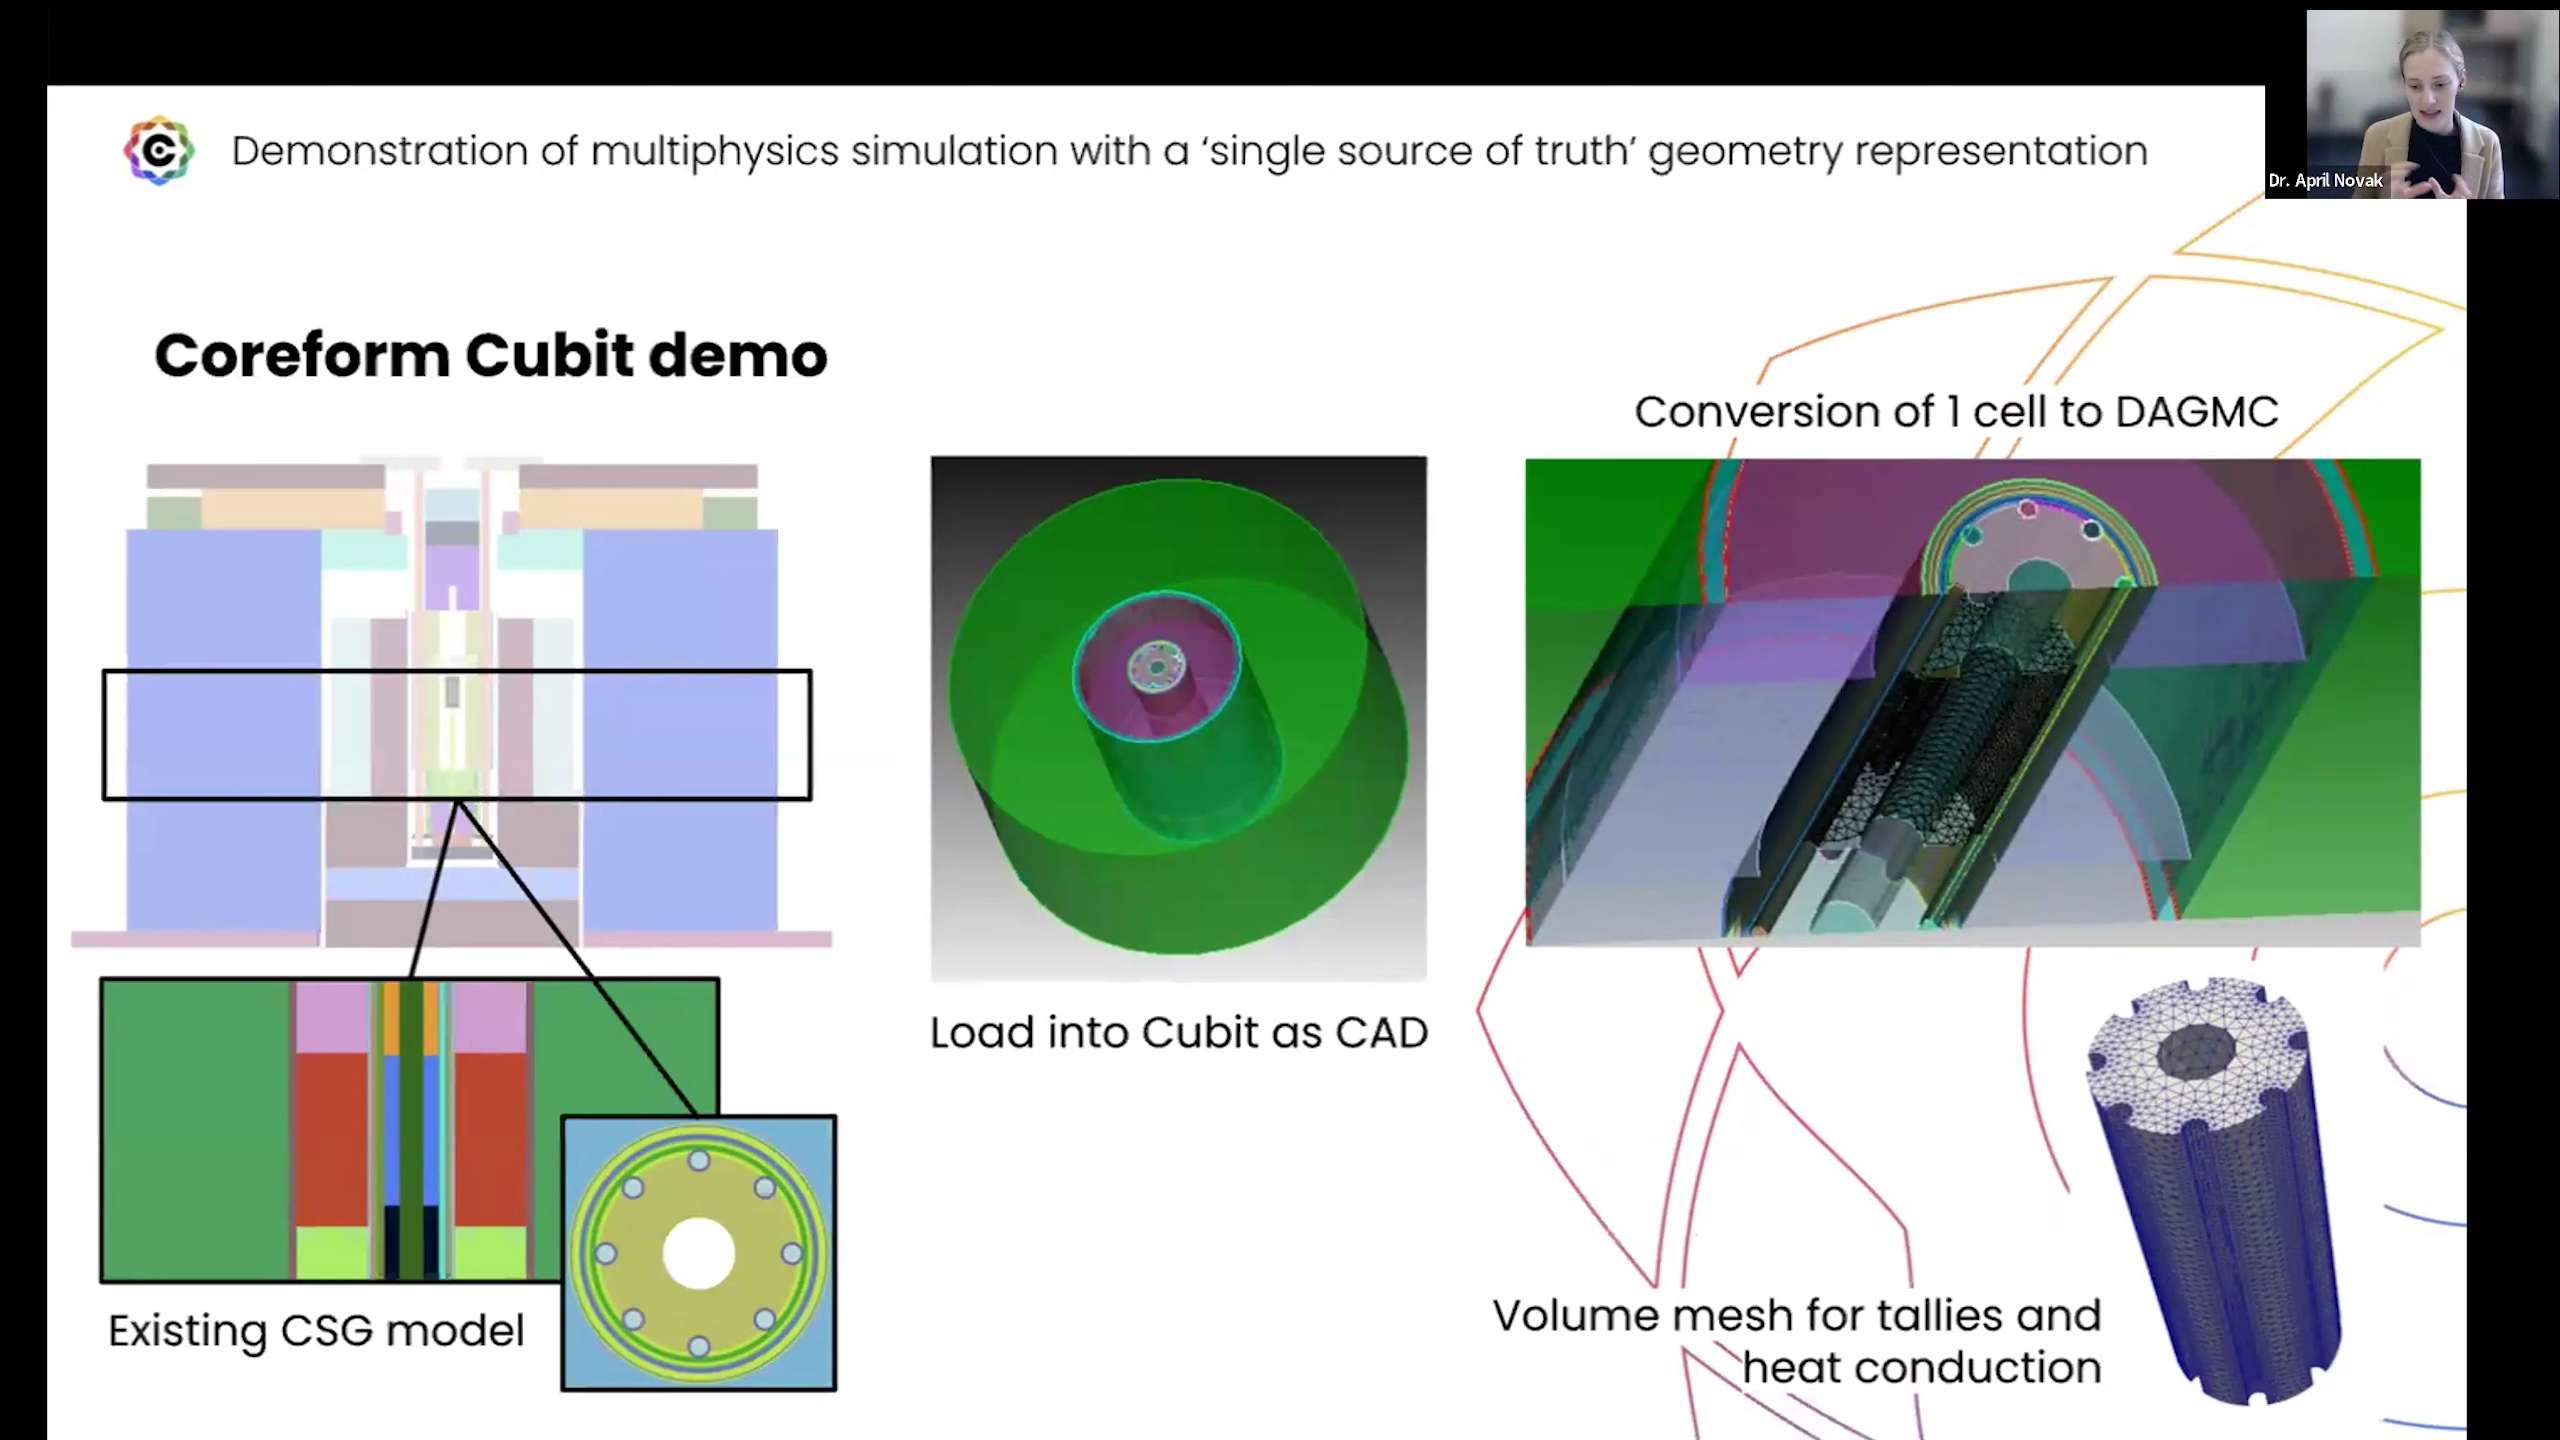 Demonstration of multiphysics simulation with a ‘single source of truth’ geometry representation
Dr. April Novak
Coreform Cubit demo
Conversion of 1 cell to DAGMC
Load into Cubit as CAD
Existing CSG model
Volume mesh for tallies and
heat conduction